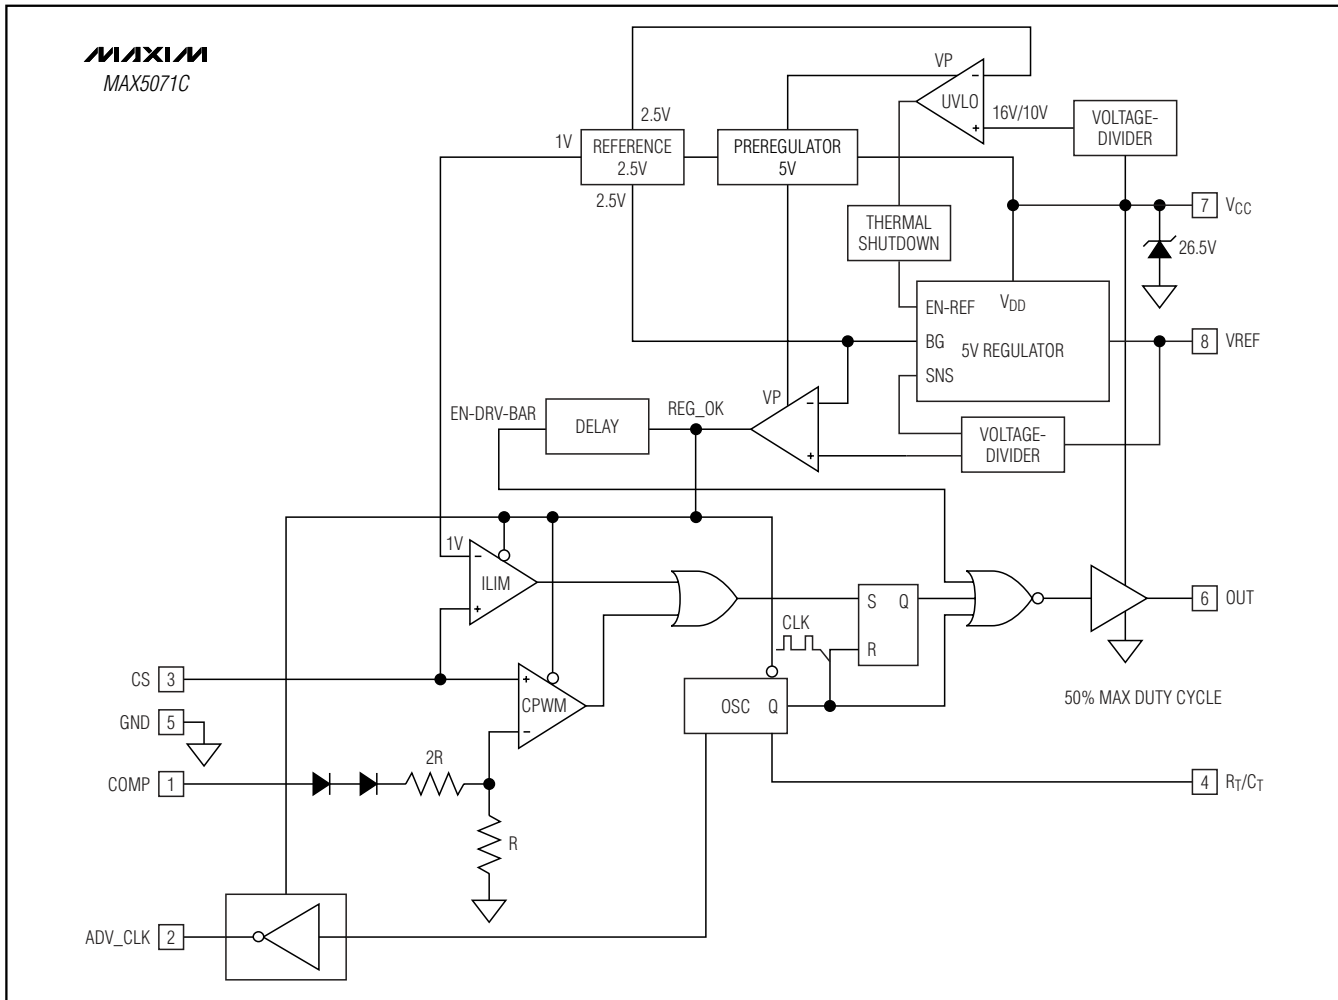 MAXIM
MAX5071C
VP
UVLO
16V/10V
VOLTAGE-
DIVIDER
2.5V
1V
REFERENCE
2.5V
PREREGULATOR
5V
2.5V
THERMAL
SHUTDOWN
7
VCC
26.5V
EN-REF
VDD
BG
5V REGULATOR
SNS
8
VREF
VP
EN-DRV-BAR
DELAY
REG_OK
VOLTAGE-
DIVIDER
1V
ILIM
S
Q
R
CLK
6
OUT
CS
3
CPWM
OSC
Q
50% MAX DUTY CYCLE
GND
5
COMP
1
2R
R
4
RT/CT
ADV_CLK
2